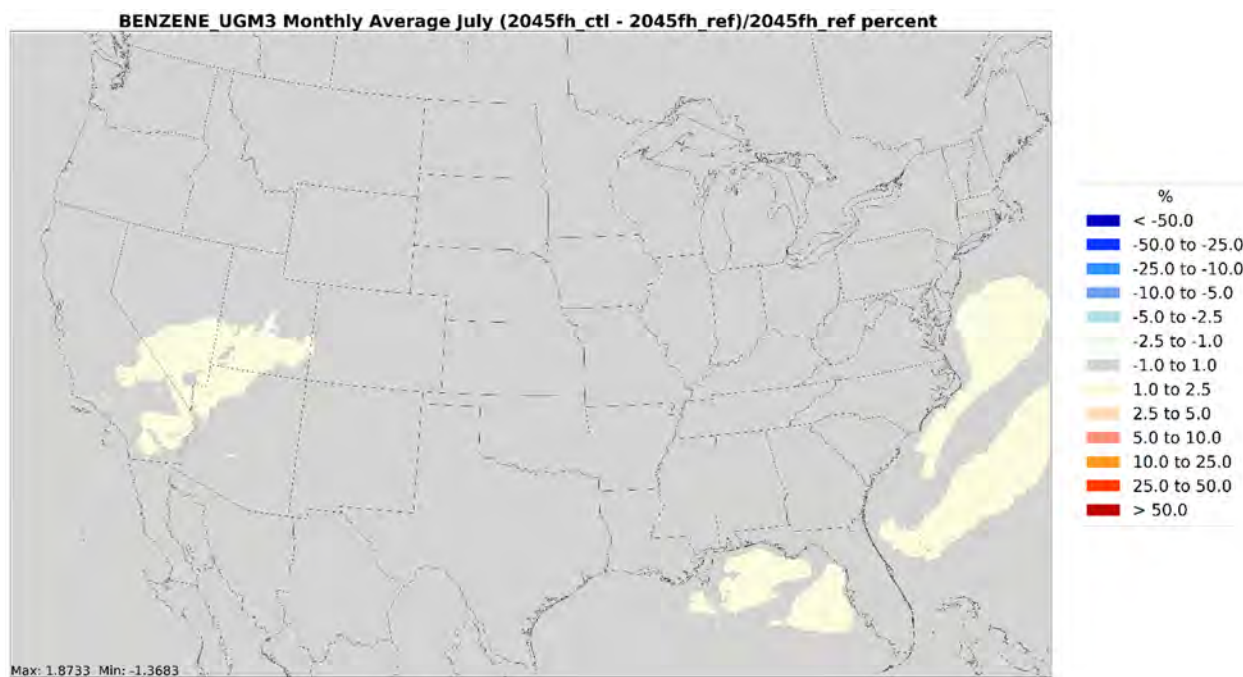 BENZENE_UGM3 Monthly Average July (2045fh_ctl - 2045fh_ref)/2045fh_ref percent
%
< -50.0
-50.0 to -25.0
-25.0 to -10.0
-10.0 to -5.0
-5.0 to -2.5
-2.5 to -1.0
-1.0 to 1.0
1.0 to 2.5
2.5 to 5.0
5.0 to 10.0
10.0 to 25.0
25.0 to 50.0
> 50.0
Max: 1.8733 Min: -1.3683